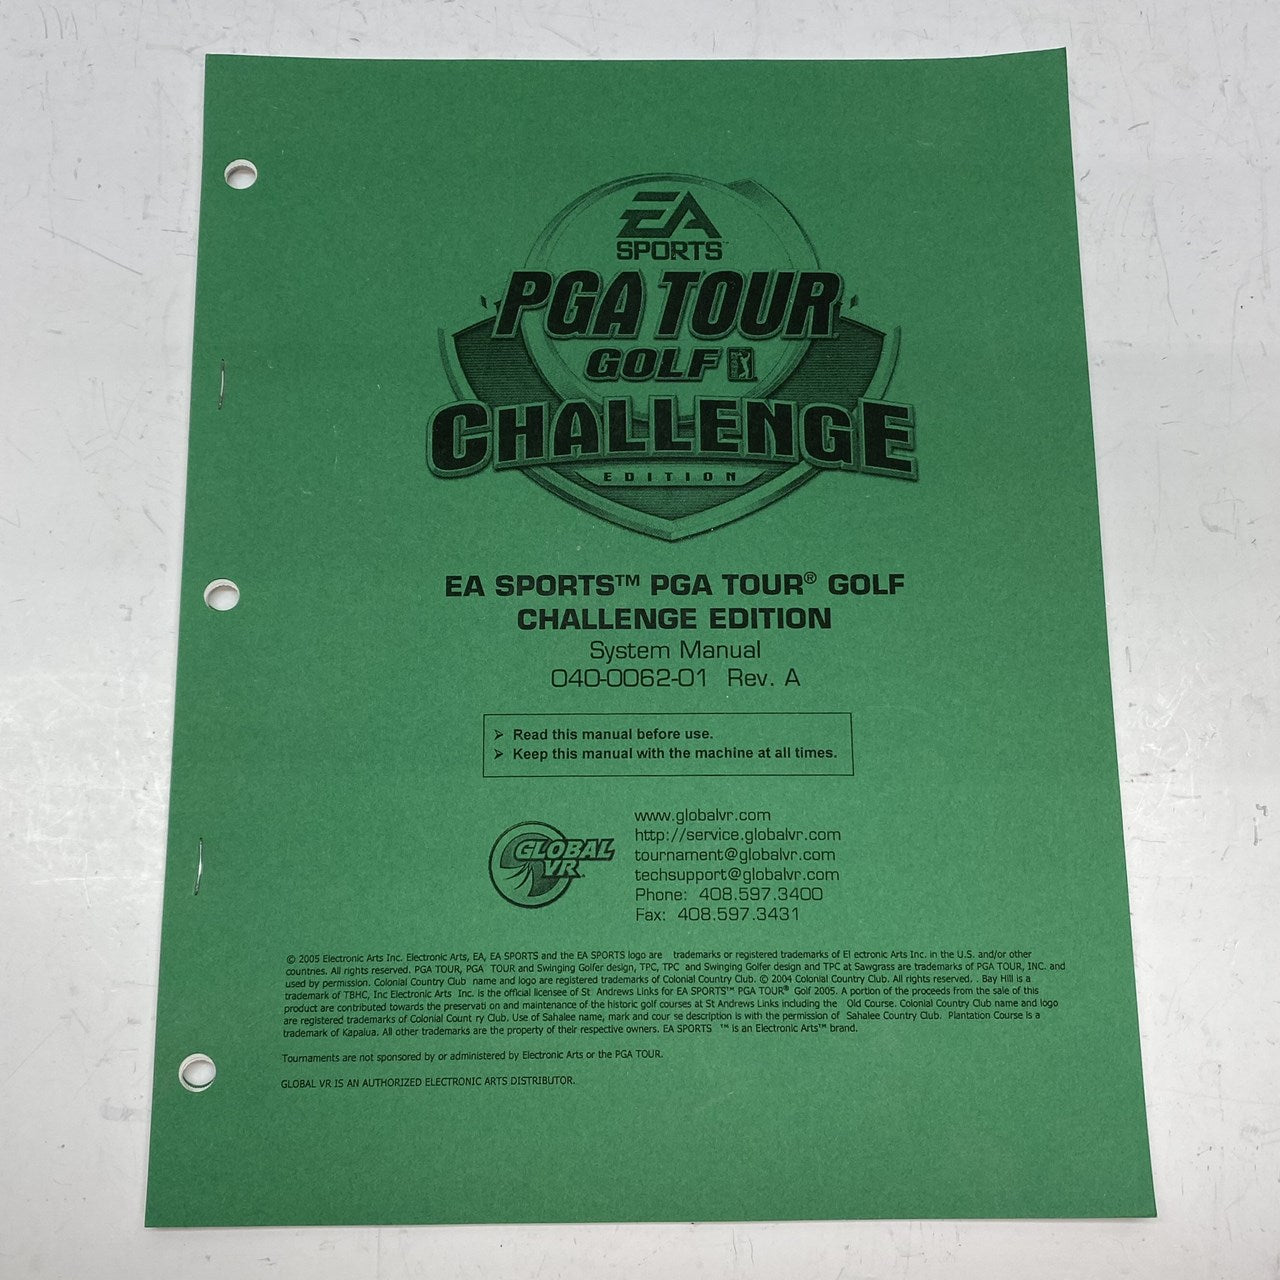 EA
SPORTS™
PGA TOUR
GOLF
CHALLENGE
EDITION
EA SPORTS™ PGA TOUR® GOLF
CHALLENGE EDITION
System Manual
040-0062-01 Rev. A
➢ Read this manual before use.
➢ Keep this manual with the machine at all times.
GLOBAL
VR™
www.globalvr.com
http://service.globalvr.com
tournament@globalvr.com
techsupport@globalvr.com
Phone: 408.597.3400
Fax: 408.597.3431
© 2005 Electronic Arts Inc. Electronic Arts, EA, EA SPORTS and the EA SPORTS logo are trademarks or registered trademarks of El ectronic Arts Inc. in the U.S. and/or other
countries. All rights reserved. PGA TOUR, PGA TOUR and Swinging Golfer design, TPC, TPC and Swinging Golfer design and TPC at Sawgrass are trademarks of PGA TOUR, INC. and
used by permission. Colonial Country Club name and logo are registered trademarks of Colonial Country Club. © 2004 Colonial Country Club. All rights reserved. . Bay Hill is a
trademark of TBHC, Inc Electronic Arts Inc. is the official licensee of St Andrews Links for EA SPORTS™ PGA TOUR® Golf 2005. A portion of the proceeds from the sale of this
product are contributed towards the preservati on and maintenance of the historic golf courses at St Andrews Links including the Old Course. Colonial Country Club name and logo
are registered trademarks of Colonial Count ry Club. Use of Sahalee name, mark and cour se description is with the permission of Sahalee Country Club. Plantation Course is a
trademark of Kapalua. All other trademarks are the property of their respective owners. EA SPORTS ™ is an Electronic Arts™ brand.
Tournaments are not sponsored by or administered by Electronic Arts or the PGA TOUR.
GLOBAL VR IS AN AUTHORIZED ELECTRONIC ARTS DISTRIBUTOR.